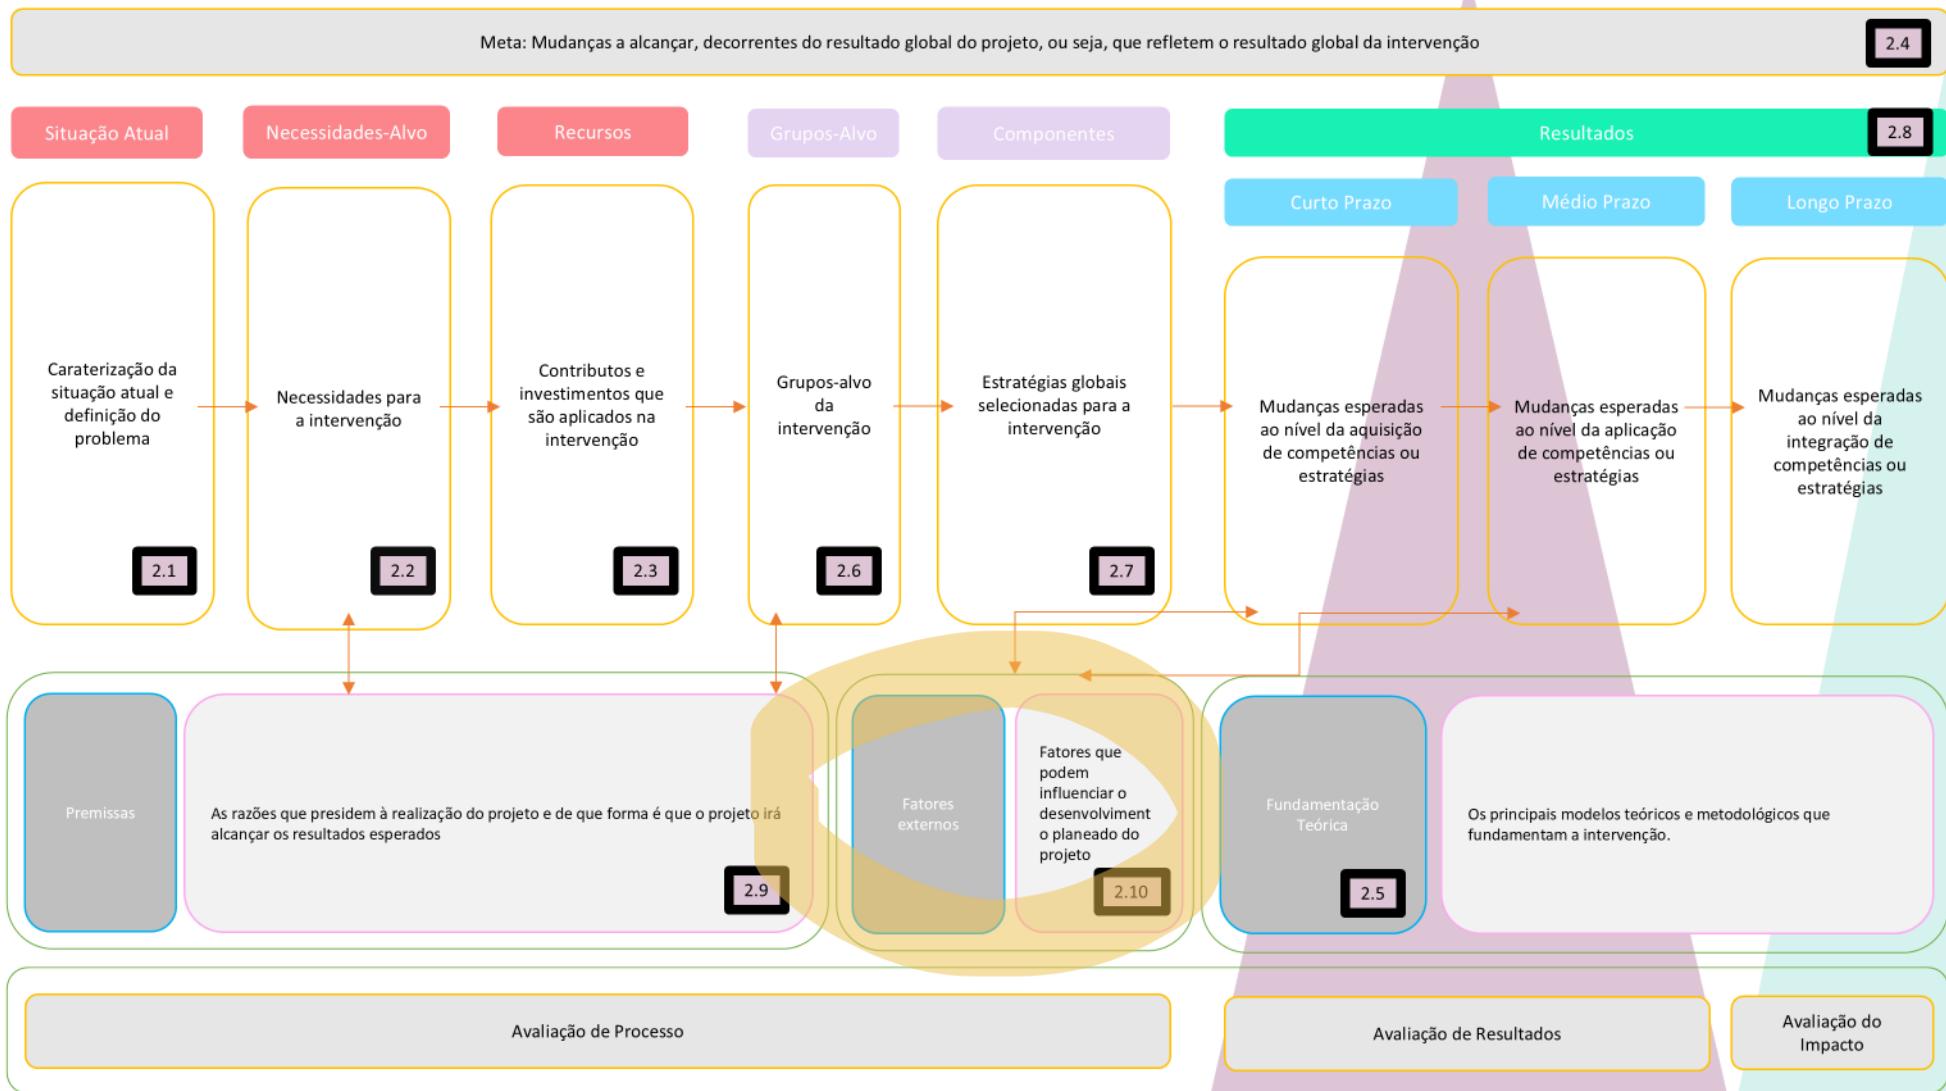 Meta: Mudanças a alcançar, decorrentes do resultado global do projeto, ou seja, que refletem o resultado global da intervenção
2.4
Situação Atual
Necessidades-Alvo
Recursos
Grupos-Alvo
Componentes
Resultados
2.8
Curto Prazo
Médio Prazo
Longo Prazo
Caraterização da
situação atual e
definição do
problema
2.1
Necessidades para
a intervenção
2.2
Contributos e
investimentos que
são aplicados na
intervenção
2.3
Grupos-alvo
da
intervenção
2.6
Estratégias globais
selecionadas para a
intervenção
2.7
Mudanças esperadas
ao nível da aquisição
de competências ou
estratégias
Mudanças esperadas
ao nível da aplicação
de competências ou
estratégias
Mudanças esperadas
ao nível da
integração de
competências ou
estratégias
Premissas
As razões que presidem à realização do projeto e de que forma é que o projeto irá
alcançar os resultados esperados
2.9
Fatores
externos
Fatores que
podem
influenciar o
desenvolviment
o planeado do
projeto
2.10
Fundamentação
Teórica
2.5
Os principais modelos teóricos e metodológicos que
fundamentam a intervenção.
Avaliação de Processo
Avaliação de Resultados
Avaliação do
Impacto